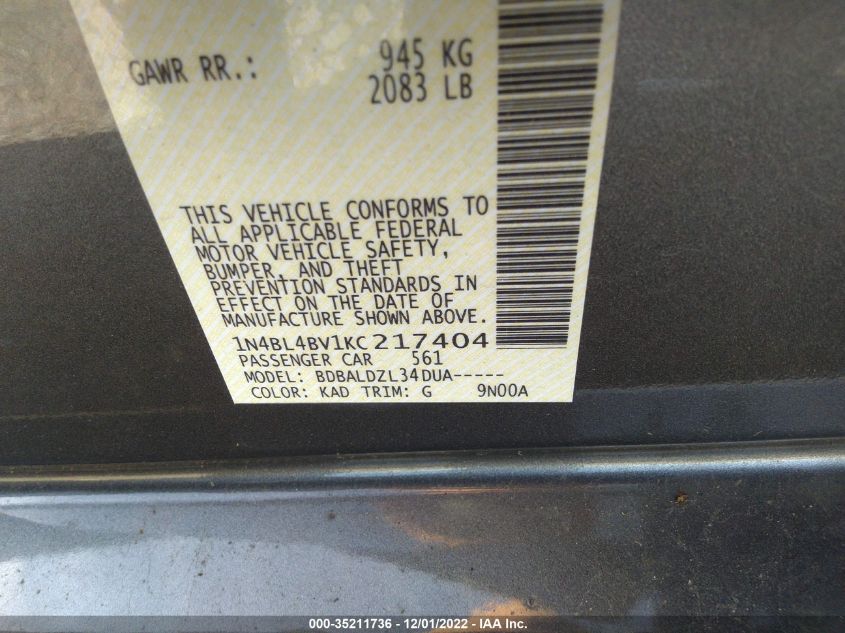 GAWR RR.: 945 KG
2083 LB
THIS VEHICLE CONFORMS TO
ALL APPLICABLE FEDERAL
MOTOR VEHICLE SAFETY,
BUMPER, AND THEFT
PREVENTION STANDARDS IN
EFFECT ON THE DATE OF
MANUFACTURE SHOWN ABOVE.
1N4BL4BV1KC217404
PASSENGER CAR 561
MODEL: BDBALDZL34DUA-----
COLOR: KAD TRIM: G 9N00A
000-35211736 - 12/01/2022 - IAA Inc.